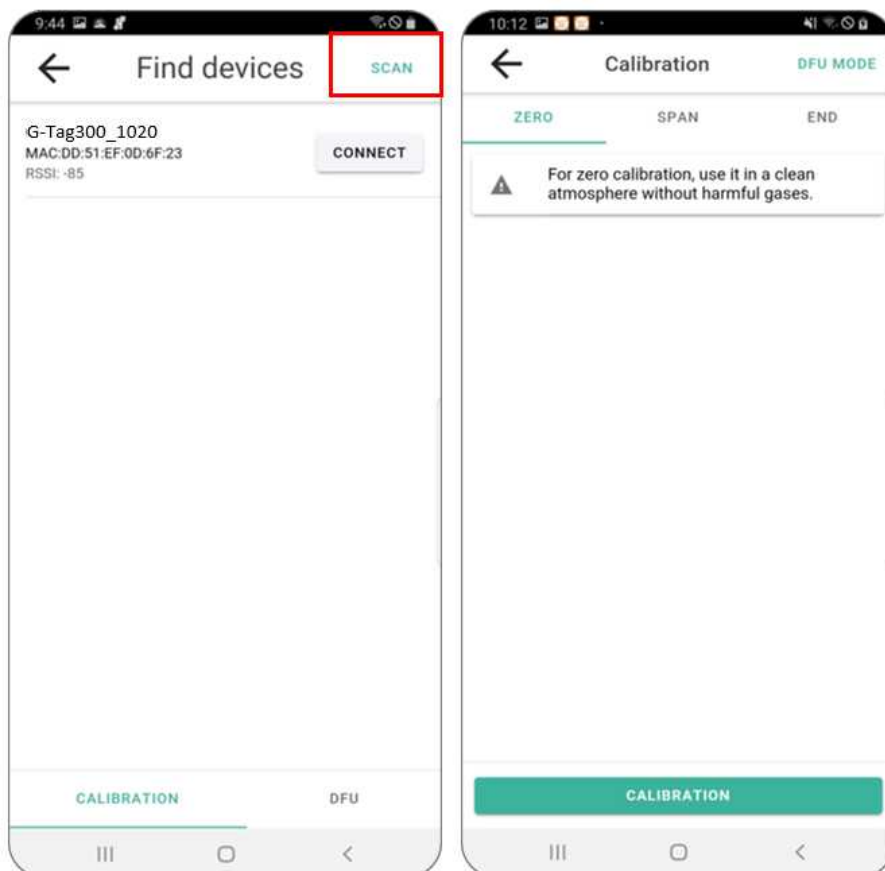 9:44
Find devices
SCAN
G-Tag300_1020
MAC:DD:51:EF:0D:6F:23
RSSI: -85
CONNECT
CALIBRATION
DFU
10:12
Calibration
DFU MODE
ZERO
SPAN
END
For zero calibration, use it in a clean
atmosphere without harmful gases.
CALIBRATION